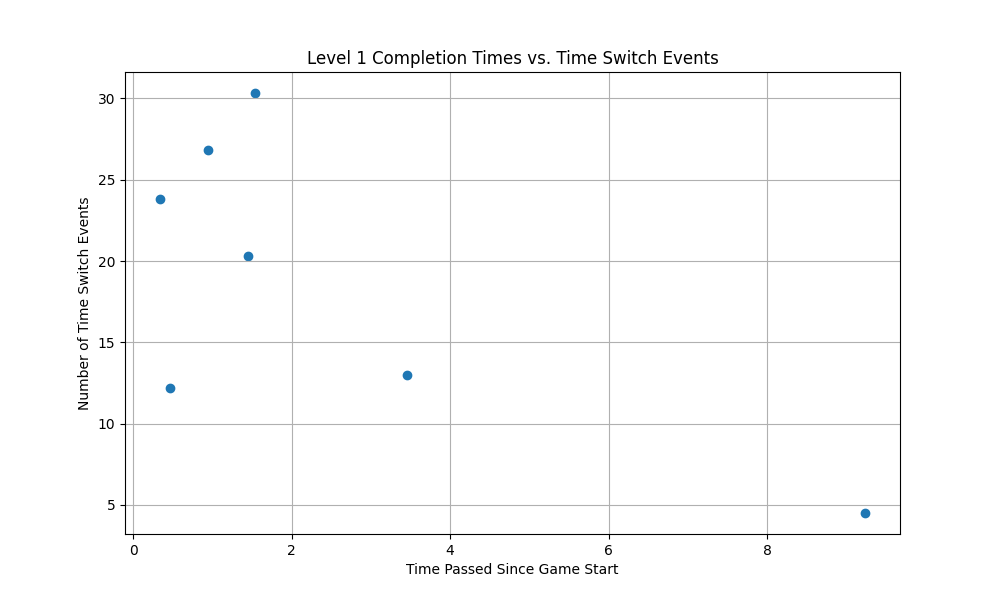 Level 1 Completion Times vs. Time Switch Events
Number of Time Switch Events
30
25
20
15
10
5
0 2 4 6 8
Time Passed Since Game Start